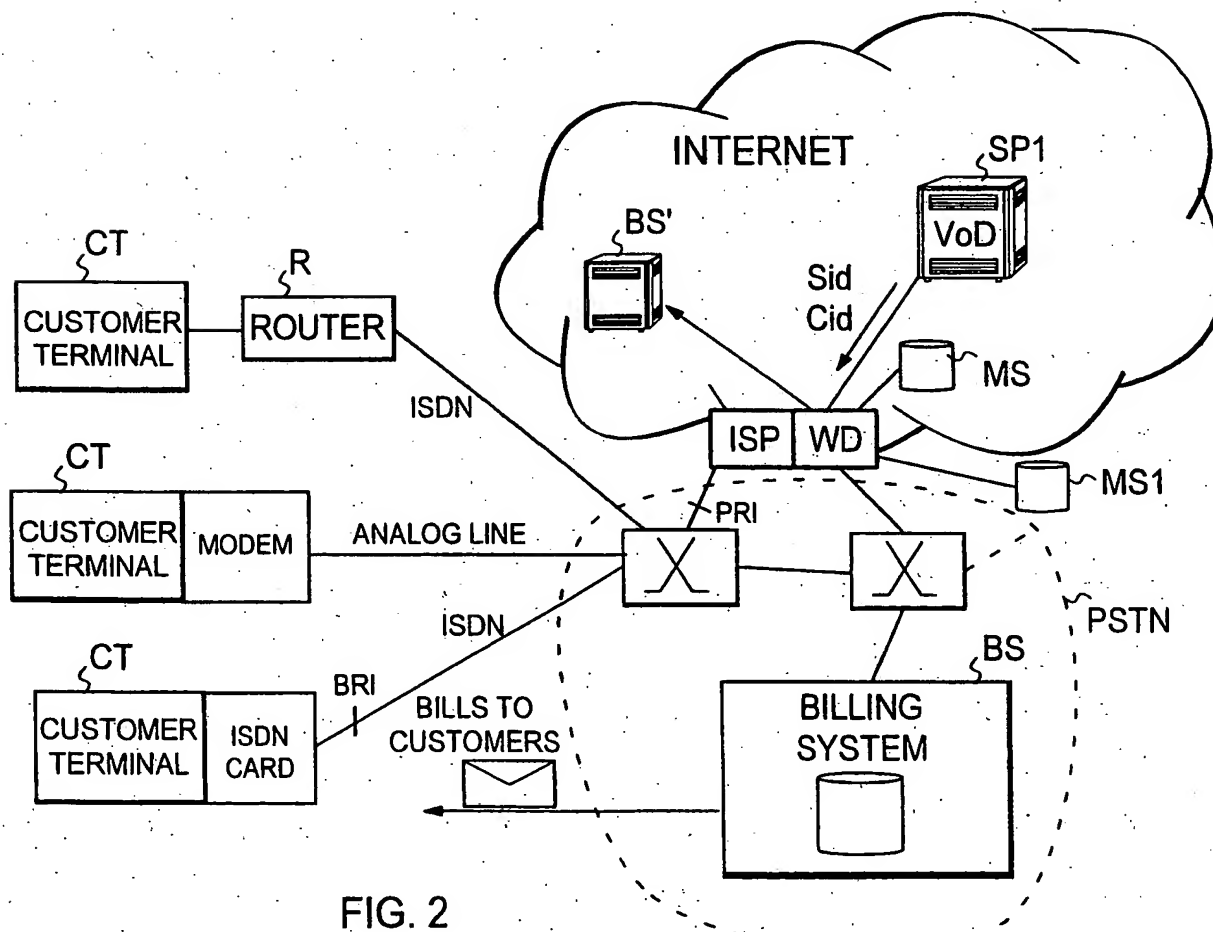 INTERNET
SP1
VoD
BS'
Sid
Cid
MS
CT
R
CUSTOMER
TERMINAL
ROUTER
ISDN
ISP
WD
MS1
PRI
CT
CUSTOMER
TERMINAL
MODEM
ANALOG LINE
ISDN
PSTN
CT
BRI
CUSTOMER
TERMINAL
ISDN
CARD
BILLS TO
CUSTOMERS
BS
BILLING
SYSTEM
FIG. 2